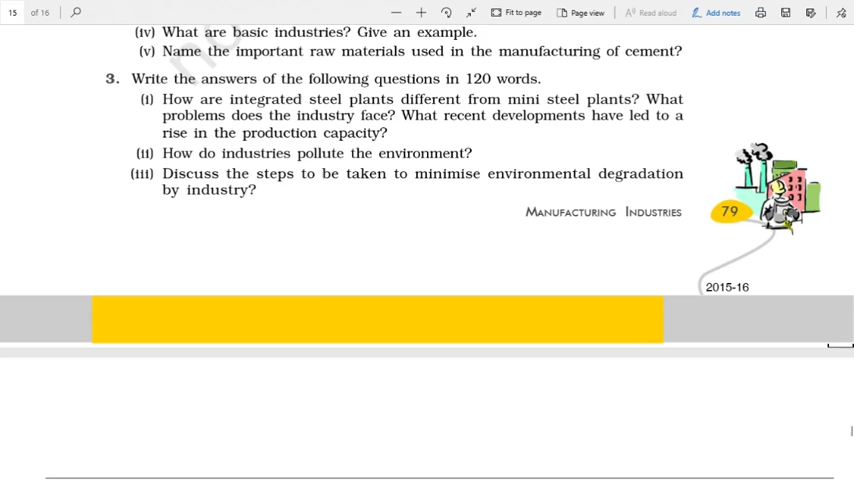 15 of 16 Fit to page Page view Read aloud Add notes
(iv) What are basic industries? Give an example.
(v) Name the important raw materials used in the manufacturing of cement?
3. Write the answers of the following questions in 120 words.
(i) How are integrated steel plants different from mini steel plants? What
problems does the industry face? What recent developments have led to a
rise in the production capacity?
(ii) How do industries pollute the environment?
(iii) Discuss the steps to be taken to minimise environmental degradation
by industry?
MANUFACTURING INDUSTRIES 79
2015-16